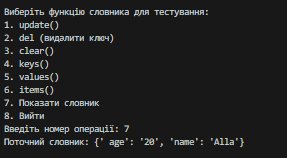 Виберіть функцію словника для тестування:
1. update()
2. del (видалити ключ)
3. clear()
4. keys()
5. values()
6. items()
7. Показати словник
8. Вийти
Введіть номер операції: 7
Поточний словник: {' age': '20', 'name': 'Alla'}